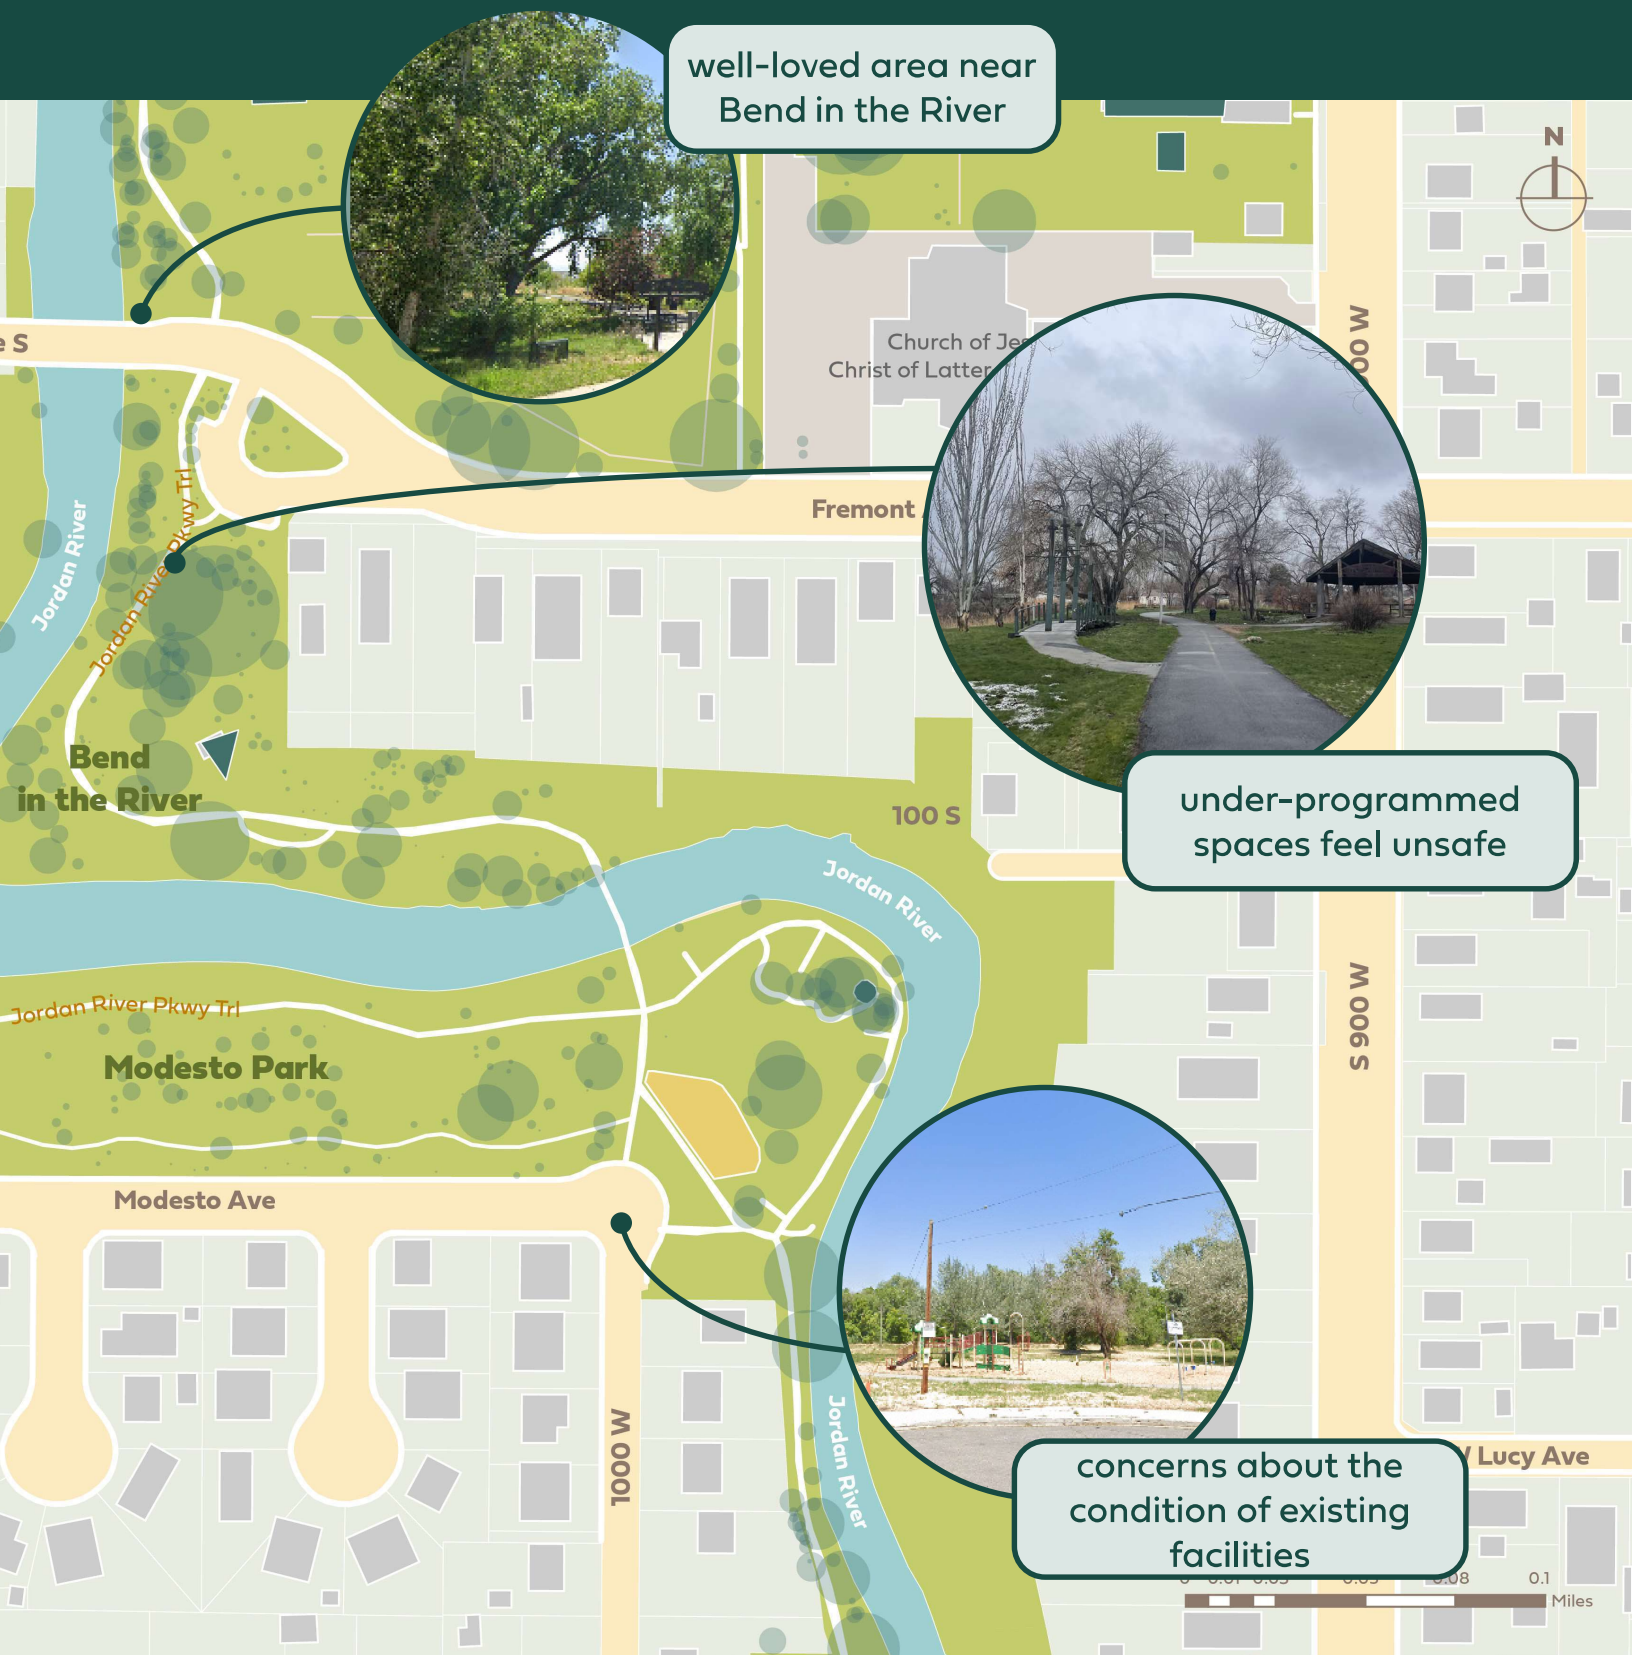 well-loved area near
Bend in the River
N
e S
Church of Je
Christ of Latter
00 W
Fremont
Jordan River
Jordan River Pkwy Trl
Bend
in the River
100 S
under-programmed
spaces feel unsafe
Jordan River
Jordan River Pkwy Trl
Modesto Park
S 900 W
Modesto Ave
1000 W
Jordan River
Lucy Ave
concerns about the
condition of existing
facilities
0.08 0.1
Miles